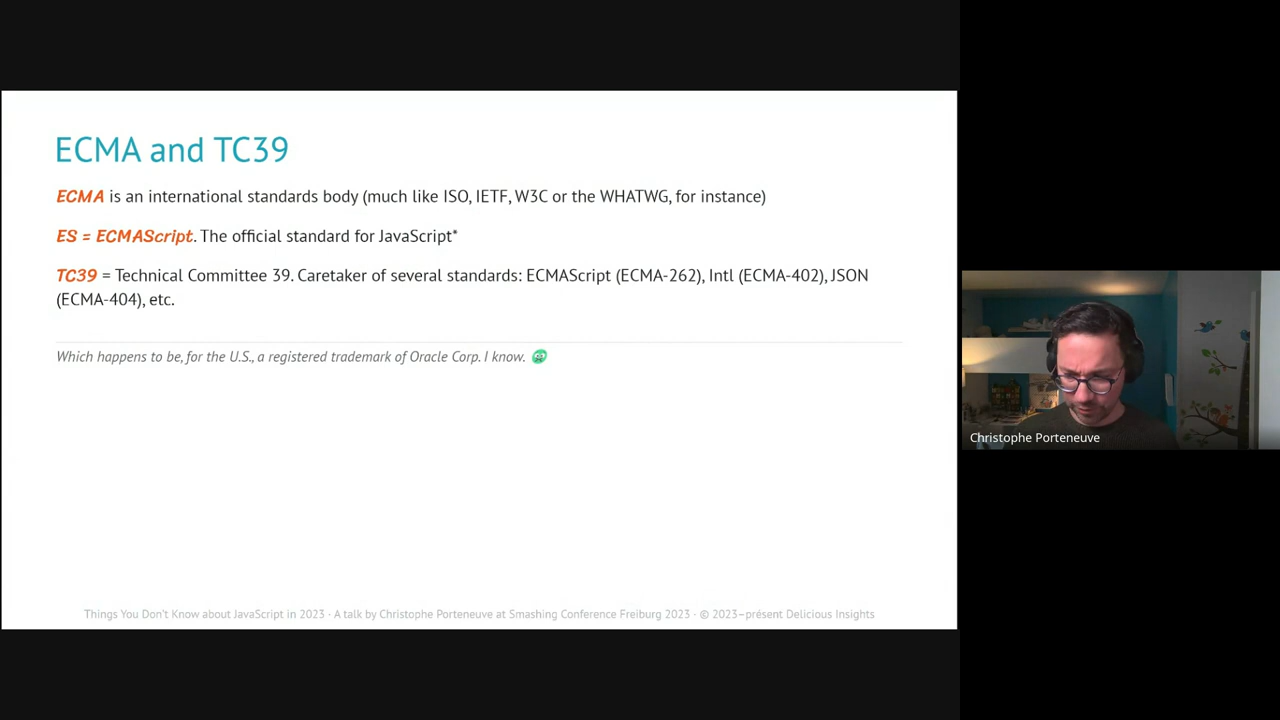 ECMA and TC39
ECMA is an international standards body (much like ISO, IETF, W3C or the WHATWG, for instance)
ES = ECMAScript. The official standard for JavaScript*
TC39 = Technical Committee 39. Caretaker of several standards: ECMAScript (ECMA-262), Intl (ECMA-402), JSON
(ECMA-404), etc.
Which happens to be, for the U.S., a registered trademark of Oracle Corp. I know.
Things You Don't Know about JavaScript in 2023 · A talk by Christophe Porteneuve at Smashing Conference Freiburg 2023 · © 2023–présent Delicious Insights
Christophe Porteneuve